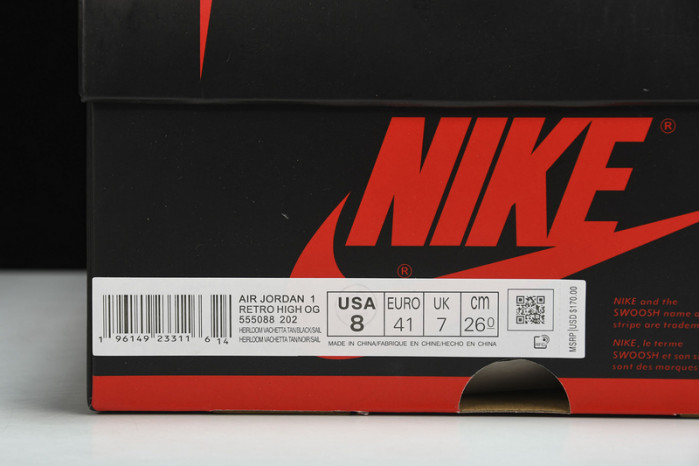 NIKE®
®
AIR JORDAN 1
RETRO HIGH OG
555088 202
HEIRLOOM VACHETTA TAN/BLACK/SAIL
HEIRLOOM VACHETTA TAN/NOIR/SAIL
1 96149 23311 6 14
USA
8
EURO
41
UK
7
cm
26.0
MADE IN CHINA/FABRIQUE EN CHINE/HECHO EN CHINA
MSRP USD $170.00
NIKE and the
SWOOSH name
stripe are
NIKE, le terme
SWOOSH et son
sont des marques